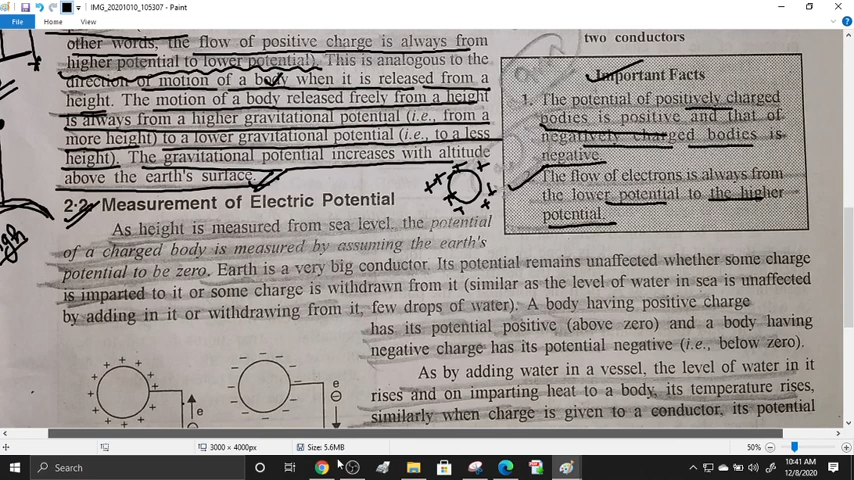 IMG_20201010_105307 - Paint
File
Home
View
other words, the flow of positive charge is always from
higher potential to lower potential). This is analogous to the
direction of motion of a body when it is released from a
height. The motion of a body released freely from a height
is always from a higher gravitational potential (i.e., from a
more height) to a lower gravitational potential (i.e., to a less
height). The gravitational potential increases with altitude
above the earth's surface.
two conductors
Important Facts
1. The potential of positively charged
bodies is positive and that of
negatively charged bodies is
negative.
The flow of electrons is always from
the lower potential to the higher
potential.
2·2 Measurement of Electric Potential
As height is measured from sea level, the potential
of a charged body is measured by assuming the earth's
potential to be zero. Earth is a very big conductor. Its potential remains unaffected whether some charge
is imparted to it or some charge is withdrawn from it (similar as the level of water in sea is unaffected
by adding in it or withdrawing from it, few drops of water). A body having positive charge
has its potential positive (above zero) and a body having
negative charge has its potential negative (i.e., below zero).
As by adding water in a vessel, the level of water in it
rises and on imparting heat to a body, its temperature rises,
similarly when charge is given to a conductor, its potential
e
e
3000 × 4000px
Size: 5.6MB
50%
Search
10:41 AM
12/8/2020